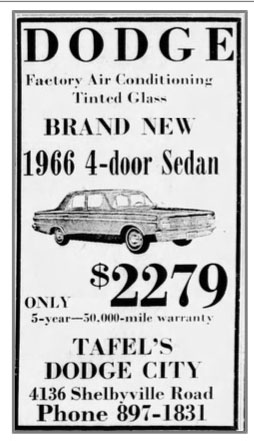 DODGE
Factory Air Conditioning
Tinted Glass
BRAND NEW
1966 4-door Sedan
$2279
ONLY
5-year—50,000-mile warranty
TAFEL'S
DODGE CITY
4136 Shelbyville Road
Phone 897-1831